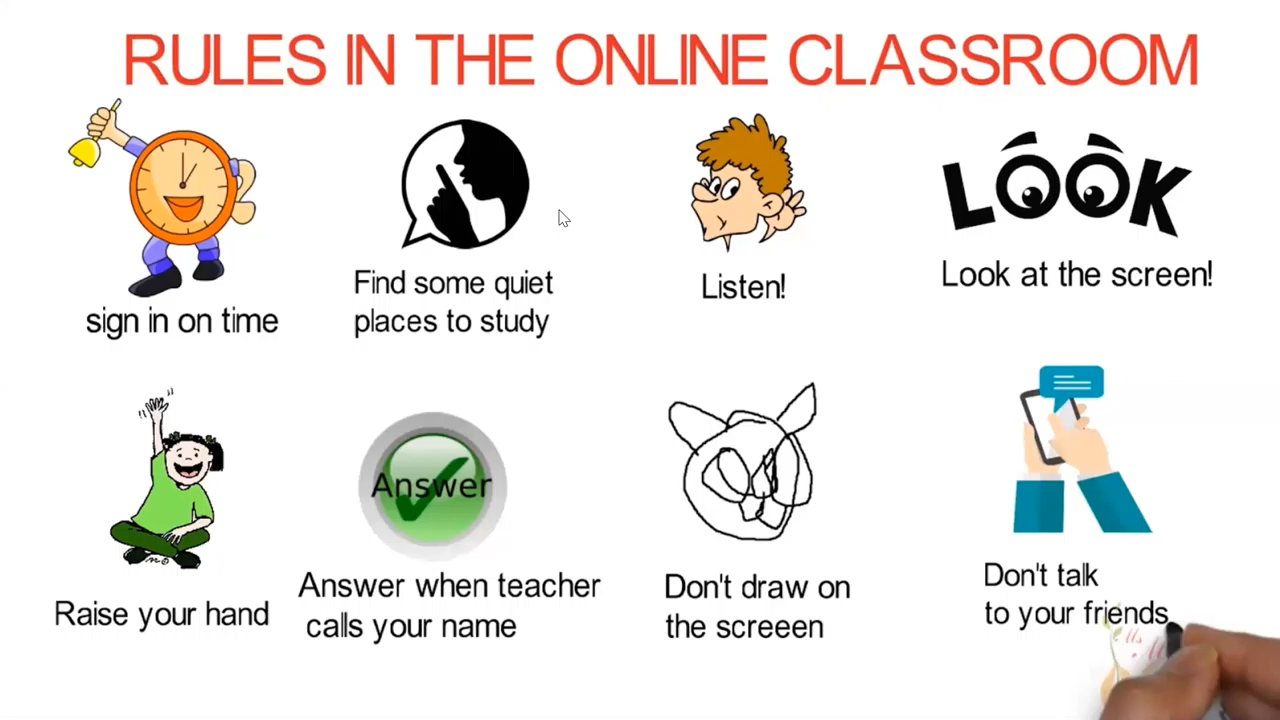 RULES IN THE ONLINE CLASSROOM
LOOK
Find some quiet
places to study
Listen!
Look at the screen!
sign in on time
Answer
Raise your hand
Answer when teacher
calls your name
Don't draw on
the screeen
Don't talk
to your friends
Ms